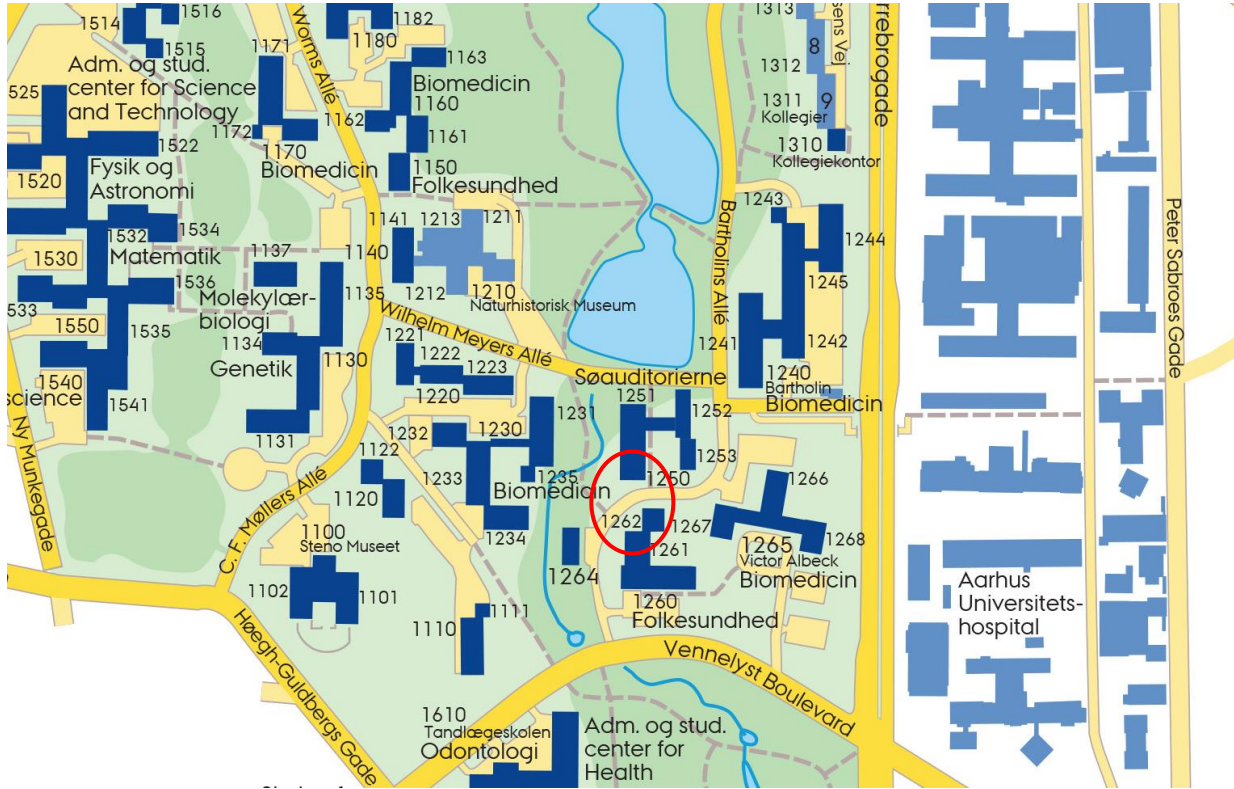 1514
1516
1515
1182
1180
1171
Adm. og stud.
center for Science
and Technology
1525
1522
1520
Fysik og
Astronomi
1172
1170
Biomedicin
Worms Allé
1163
Biomedicin
1160
1162
1161
1150
Folkesundhed
1313
8
1312
1311
Kollegier
9
1310
Kollegiekontor
sens Vej
rrebrogade
1141
1213
1211
1140
1212
1210
Naturhistorisk Museum
1532
1534
1530
Matematik
1137
1536
1533
1550
1535
Molekylær-
biologi
1135
1134
Genetik
1130
1540
science
1541
1131
Ny Munkegade
Wilhelm Meyers Allé
1221
1222
1223
1220
Bartholins Allé
1243
1244
1245
1241
1242
1240
Bartholin
Biomedicin
Peter Sabroes Gade
Søauditorierne
1251
1252
1253
1250
1231
1230
1232
1233
1235
Biomedicin
1234
1122
1120
C. F. Møllers Allé
1100
Steno Museet
1102
1101
1262
1267
1261
1264
1260
Folkesundhed
1266
1265
1268
Victor Albeck
Biomedicin
1111
1110
Aarhus
Universitets-
hospital
Høegh-Guldbergs Gade
Vennelyst Boulevard
1610
Tandlægeskolen
Odontologi
Adm. og stud.
center for
Health